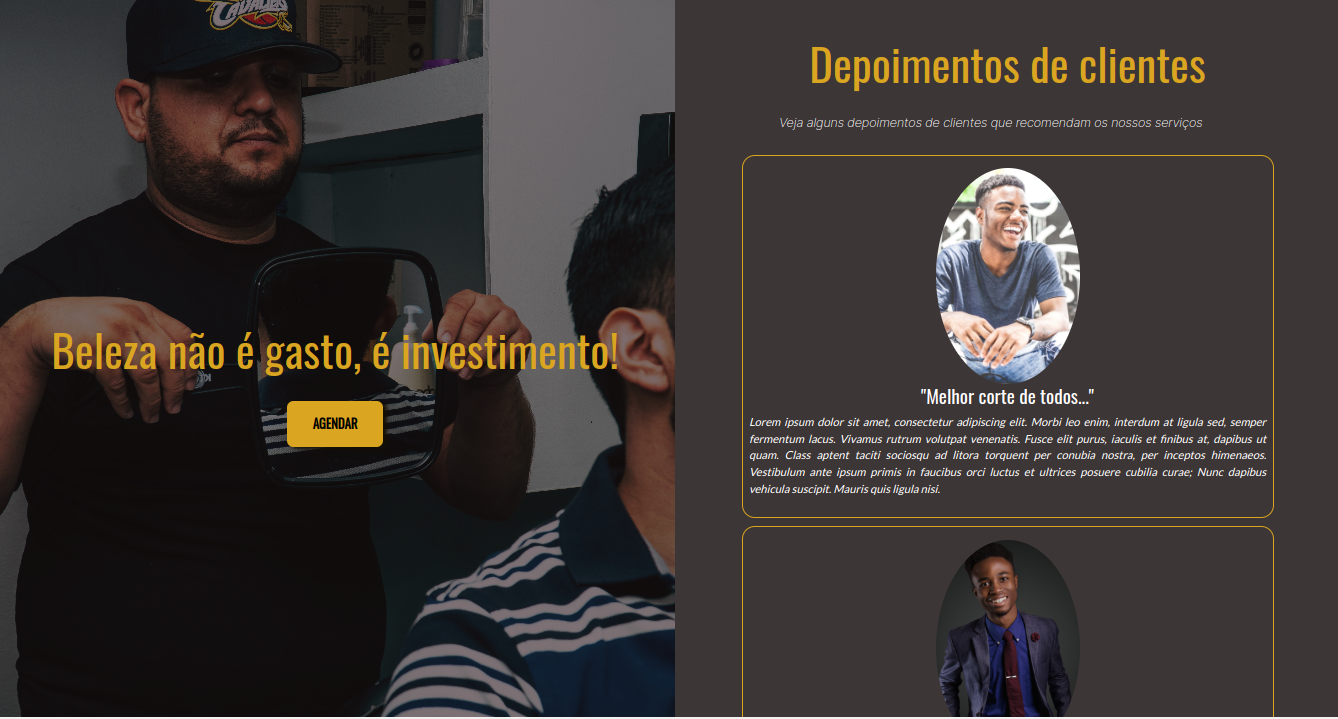 CAVALIERS
Beleza não é gasto, é investimento!
AGENDAR
Depoimentos de clientes
Veja alguns depoimentos de clientes que recomendam os nossos serviços
"Melhor corte de todos..."
Lorem ipsum dolor sit amet, consectetur adipiscing elit. Morbi leo enim, interdum at ligula sed, semper
fermentum lacus. Vivamus rutrum volutpat venenatis. Fusce elit purus, iaculis et finibus at, dapibus ut
quam. Class aptent taciti sociosqu ad litora torquent per conubia nostra, per inceptos himenaeos.
Vestibulum ante ipsum primis in faucibus orci luctus et ultrices posuere cubilia curae; Nunc dapibus
vehicula suscipit. Mauris quis ligula nisi.